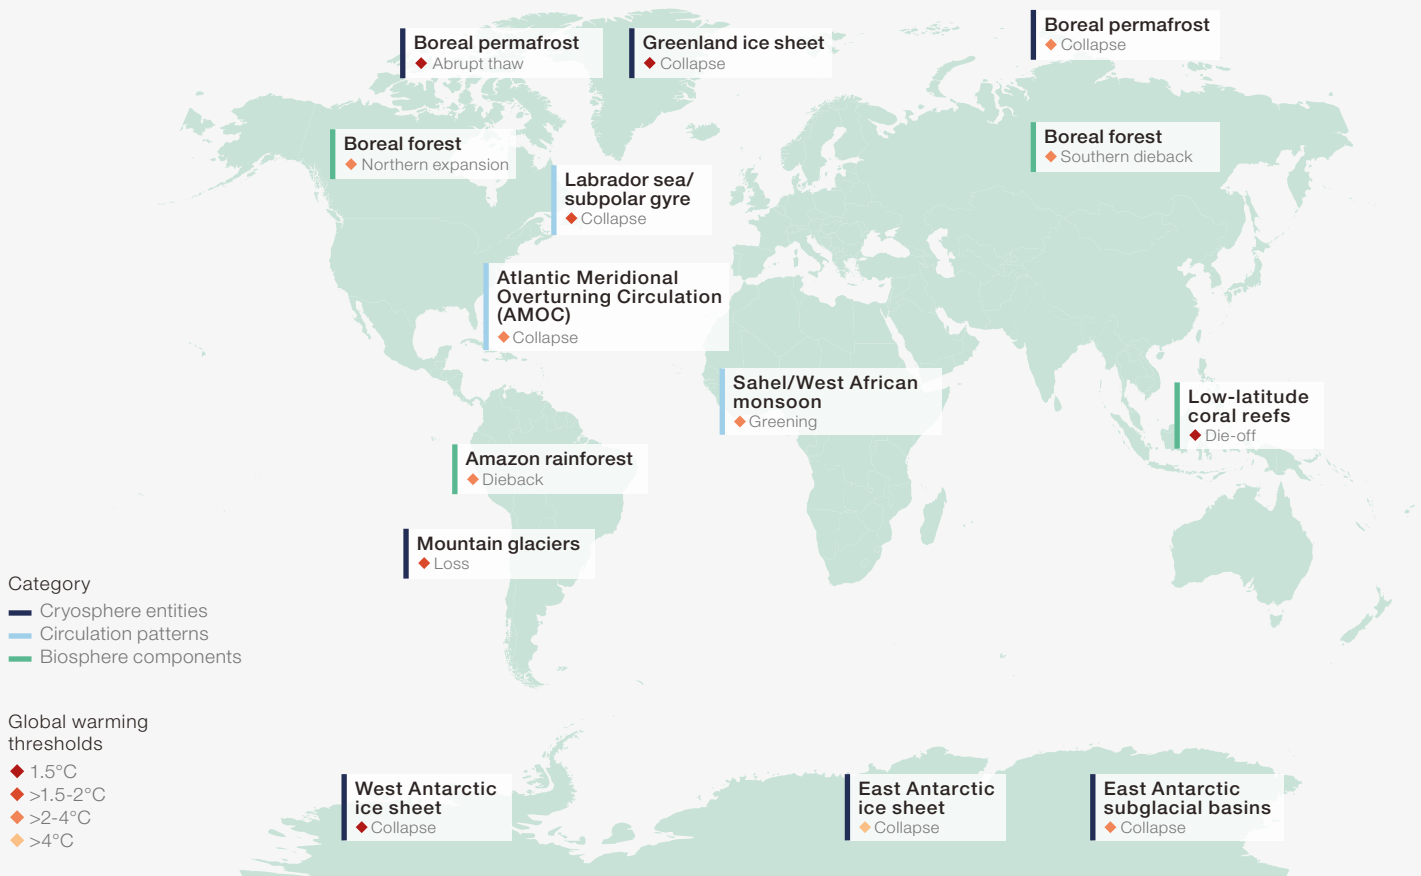 Boreal permafrost
Abrupt thaw
Greenland ice sheet
Collapse
Boreal permafrost
Collapse
Boreal forest
Northern expansion
Boreal forest
Southern dieback
Labrador sea/
subpolar gyre
Collapse
Atlantic Meridional
Overturning Circulation
(AMOC)
Collapse
Sahel/West African
monsoon
Greening
Low-latitude
coral reefs
Die-off
Amazon rainforest
Dieback
Mountain glaciers
Loss
Category
Cryosphere entities
Circulation patterns
Biosphere components
Global warming
thresholds
1.5°C
>1.5-2°C
>2-4°C
>4°C
West Antarctic
ice sheet
Collapse
East Antarctic
ice sheet
Collapse
East Antarctic
subglacial basins
Collapse